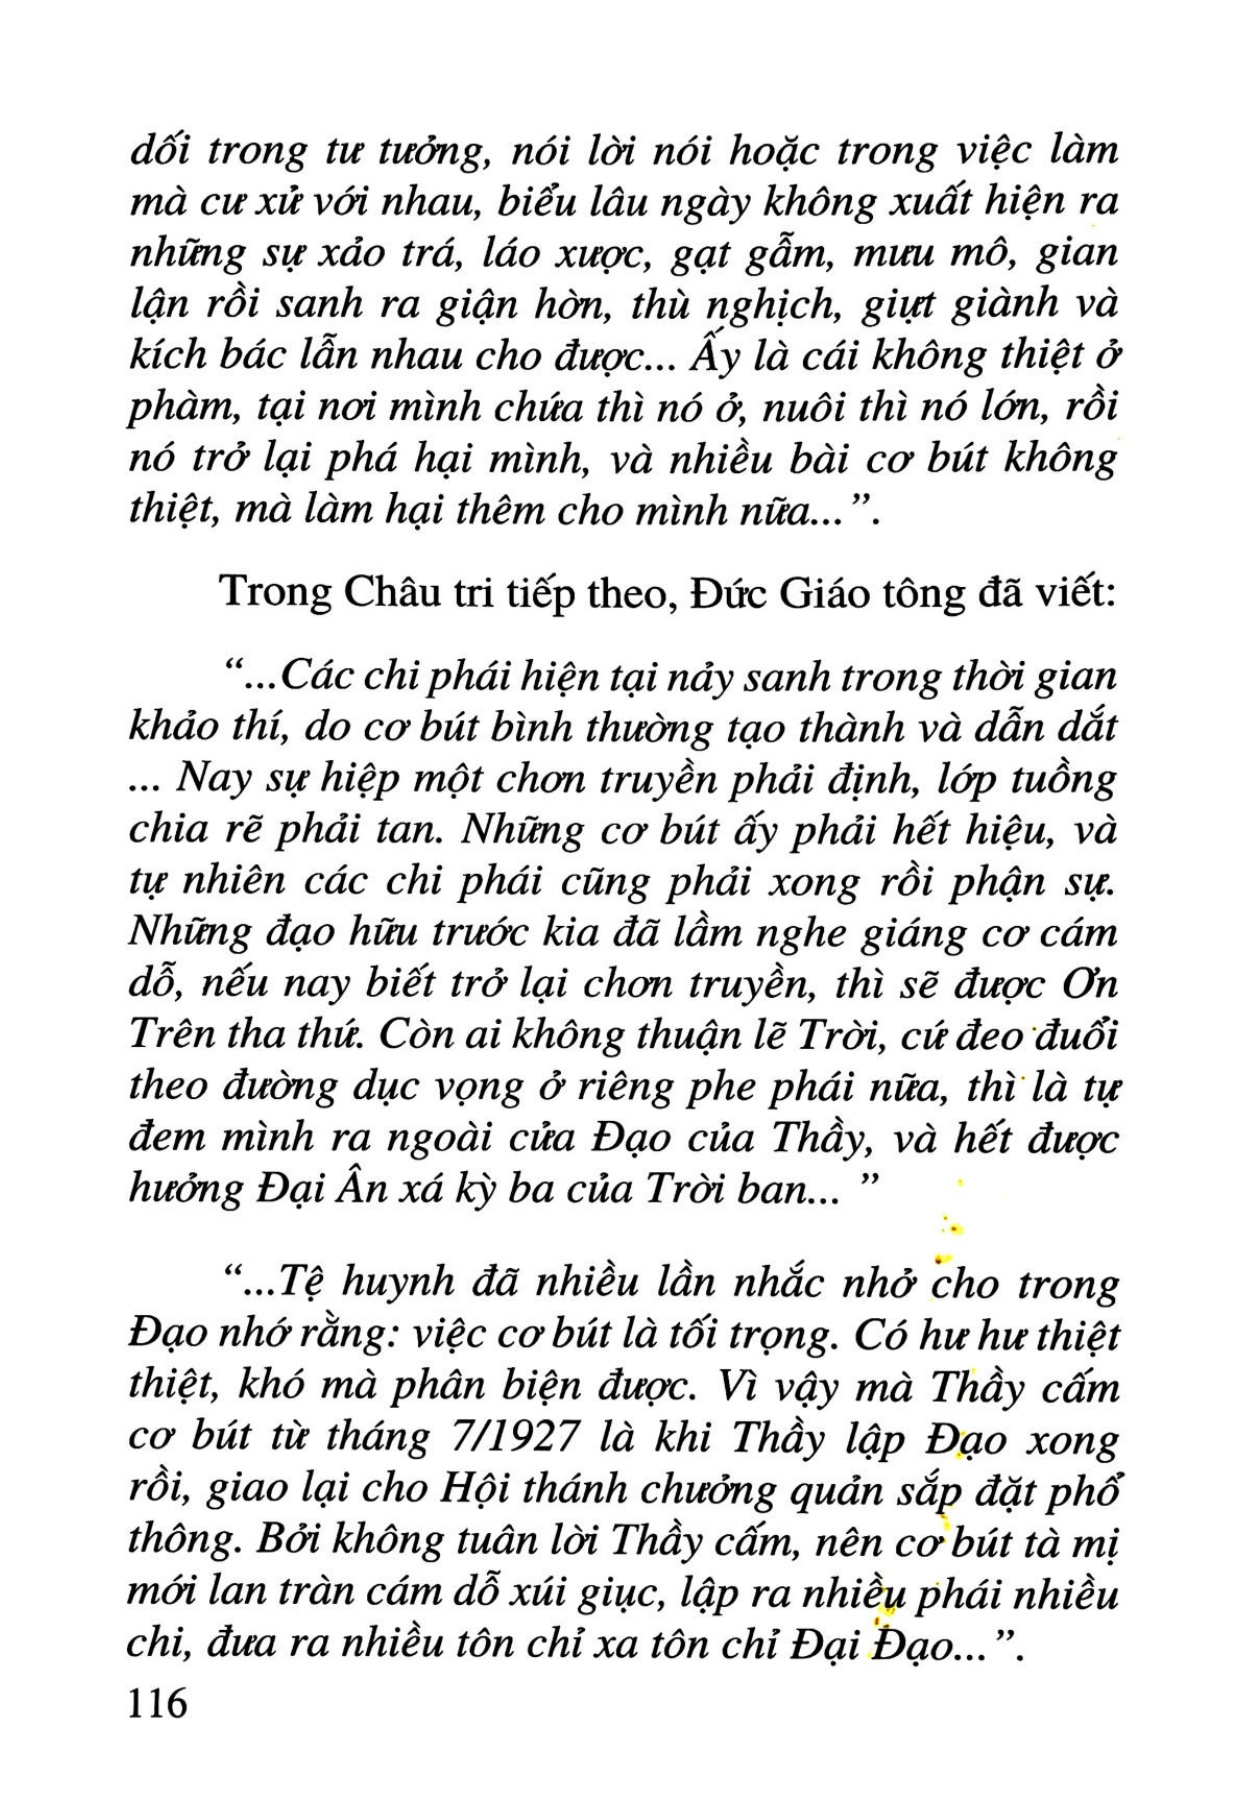 dối trong tư tưởng, nói lời nói hoặc trong việc làm
mà cư xử với nhau, biểu lâu ngày không xuất hiện ra
những sự xảo trá, láo xược, gạt gẫm, mưu mô, gian
lận rồi sanh ra giận hờn, thù nghịch, giựt giành và
kích bác lẫn nhau cho được... Ấy là cái không thiệt ở
phàm, tại nơi mình chứa thì nó ở, nuôi thì nó lớn, rồi
nó trở lại phá hại mình, và nhiều bài cơ bút không
thiệt, mà làm hại thêm cho mình nữa...”.
Trong Châu tri tiếp theo, Đức Giáo tông đã viết:
“...Các chi phái hiện tại nảy sanh trong thời gian
khảo thí, do cơ bút bình thường tạo thành và dẫn dắt
... Nay sự hiệp một chơn truyền phải định, lớp tuồng
chia rẽ phải tan. Những cơ bút ấy phải hết hiệu, và
tự nhiên các chi phái cũng phải xong rồi phận sự.
Những đạo hữu trước kia đã lầm nghe giáng cơ cám
dỗ, nếu nay biết trở lại chơn truyền, thì sẽ được Ơn
Trên tha thứ. Còn ai không thuận lẽ Trời, cứ đeo đuổi
theo đường dục vọng ở riêng phe phái nữa, thì là tự
đem mình ra ngoài cửa Đạo của Thầy, và hết được
hưởng Đại Ân xá kỳ ba của Trời ban... ”
“...Tệ huynh đã nhiều lần nhắc nhở cho trong
Đạo nhớ rằng: việc cơ bút là tối trọng. Có hư hư thiệt
thiệt, khó mà phân biện được. Vì vậy mà Thầy cấm
cơ bút từ tháng 7/1927 là khi Thầy lập Đạo xong
rồi, giao lại cho Hội thánh chưởng quản sắp đặt phổ
thông. Bởi không tuân lời Thầy cấm, nên cơ bút tà mị
mới lan tràn cám dỗ xúi giục, lập ra nhiều phái nhiều
chi, đưa ra nhiều tôn chỉ xa tôn chỉ Đại Đạo...”.
116